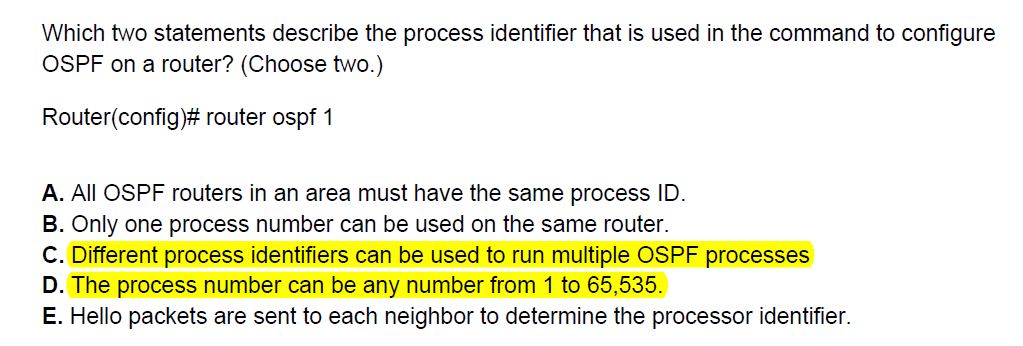 Which two statements describe the process identifier that is used in the command to configure
OSPF on a router? (Choose two.)
Router(config)# router ospf 1
A. All OSPF routers in an area must have the same process ID.
B. Only one process number can be used on the same router.
C. Different process identifiers can be used to run multiple OSPF processes
D. The process number can be any number from 1 to 65,535.
E. Hello packets are sent to each neighbor to determine the processor identifier.